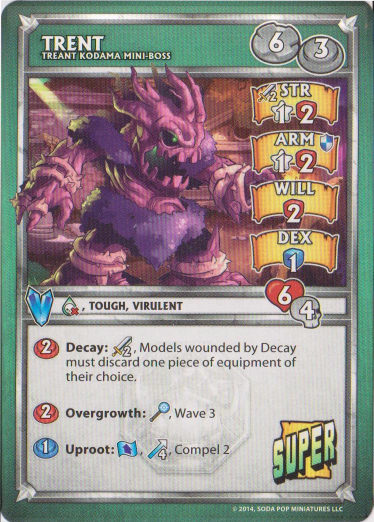 TRENT
TREANT KODAMA MINI-BOSS
6
3
STR
2
2
ARM
2
WILL
2
DEX
1
6
4
, TOUGH, VIRULENT
2 Decay: 2, Models wounded by Decay
must discard one piece of equipment of
their choice.
2 Overgrowth: , Wave 3
1 Uproot: , 4, Compel 2
SUPER
© 2014, SODA POP MINIATURES LLC